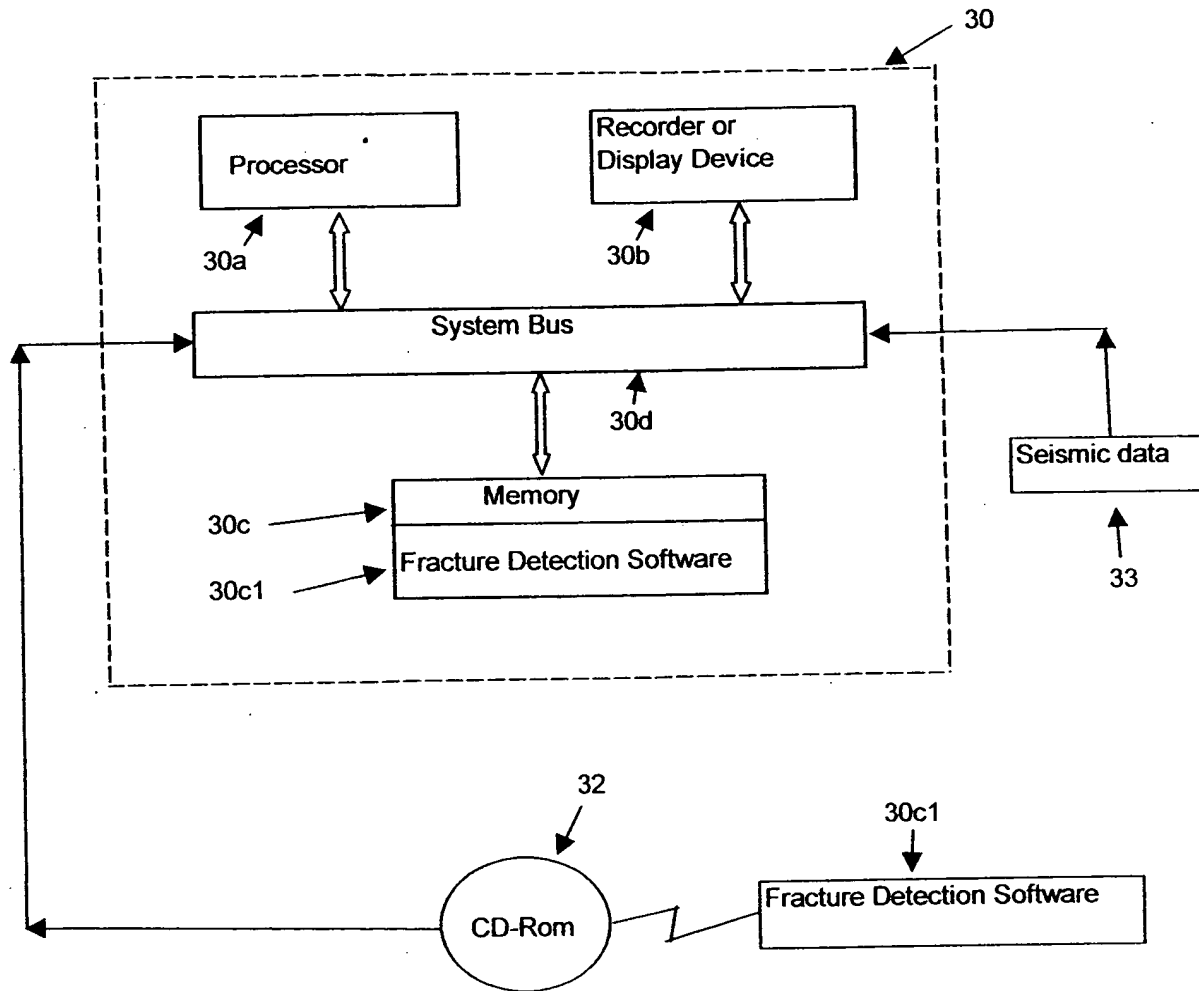 30
Processor
Recorder or
Display Device
30a
30b
System Bus
30d
Memory
30c
Fracture Detection Software
30c1
Seismic data
33
32
30c1
CD-Rom
Fracture Detection Software